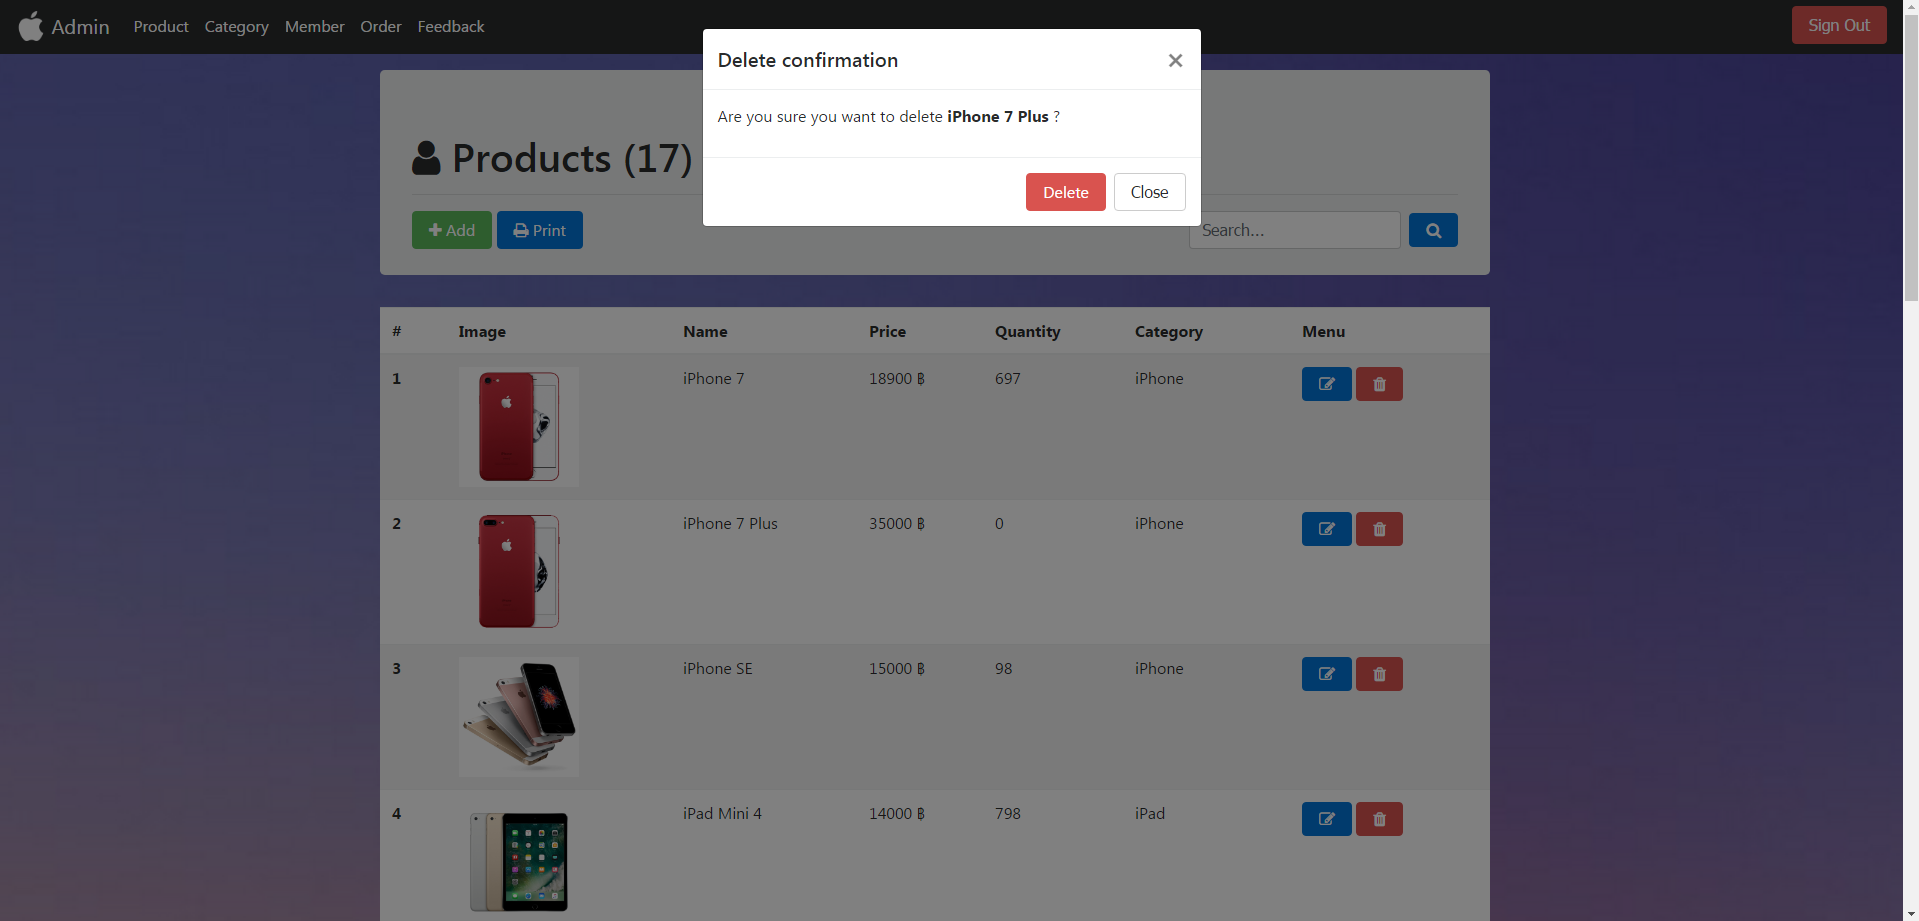 Admin Product Category Member Order Feedback Sign Out
Delete confirmation ×
Are you sure you want to delete iPhone 7 Plus ?
Delete Close
Products (17)
Add Print Search...
# Image Name Price Quantity Category Menu
1 iPhone 7 18900 ฿ 697 iPhone
2 iPhone 7 Plus 35000 ฿ 0 iPhone
3 iPhone SE 15000 ฿ 98 iPhone
4 iPad Mini 4 14000 ฿ 798 iPad